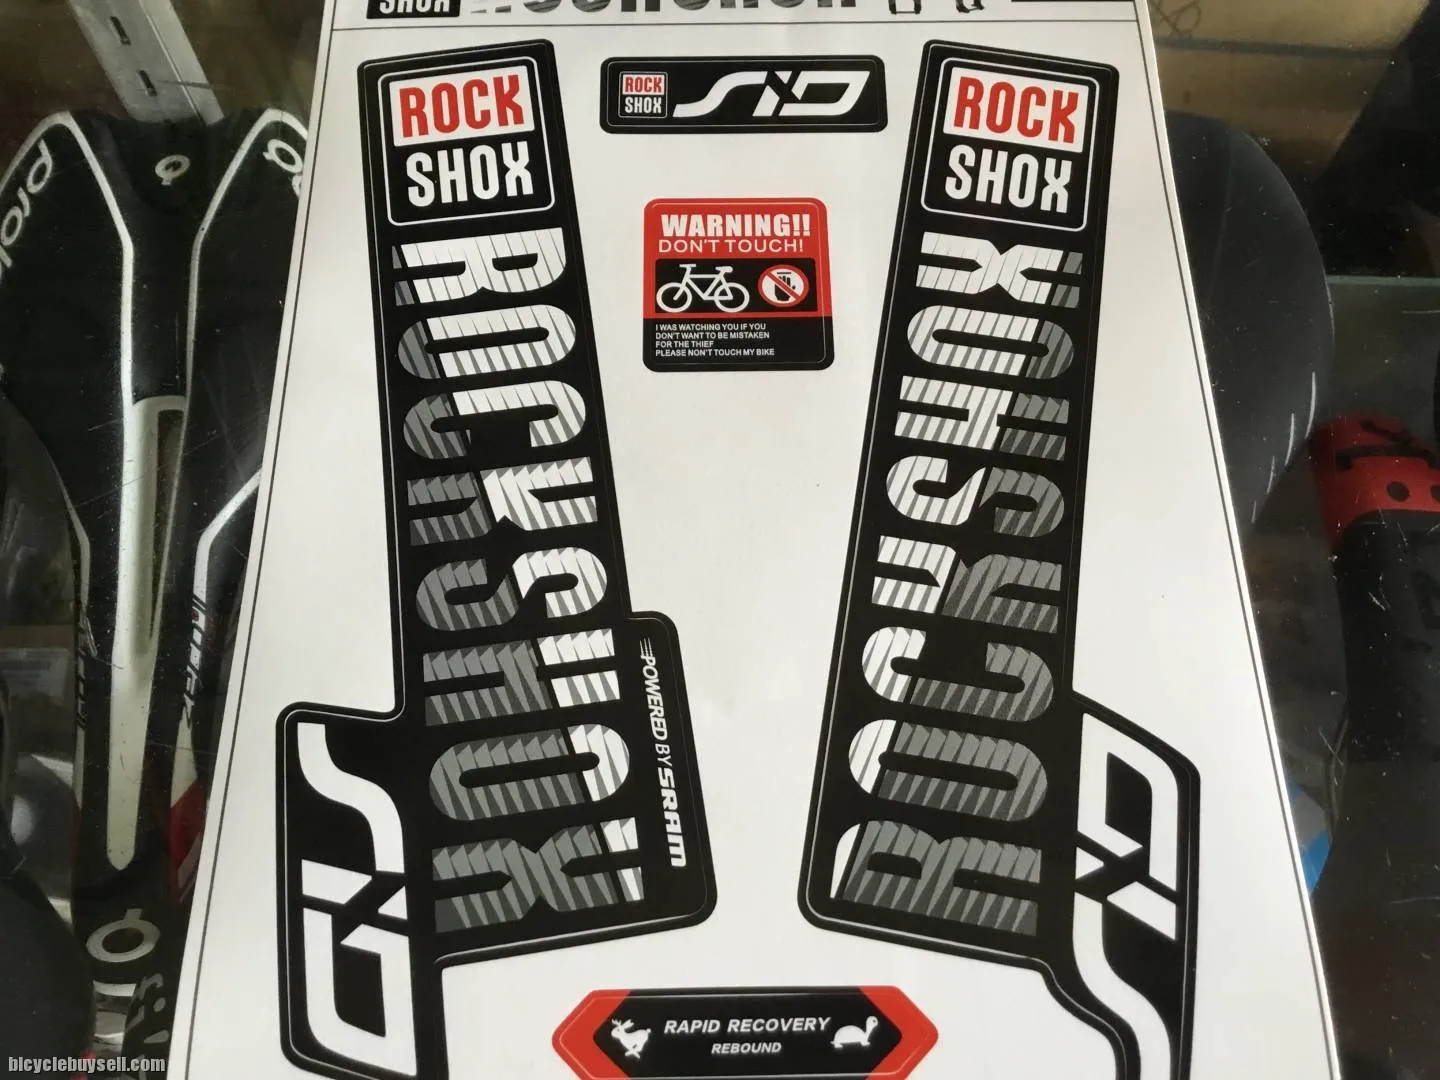 SHOX
ROCK
SHOX
ROCKSHOX
SID
POWERED BY SRAM
ROCK
SHOX
SID
WARNING!!
DON'T TOUCH!
I WAS WATCHING YOU IF YOU
DON'T WANT TO BE MISTAKEN
FOR THE THIEF
PLEASE NON'T TOUCH MY BIKE
ROCK
SHOX
ROCKSHOX
SID
RAPID RECOVERY
REBOUND
bicyclebuysell.com